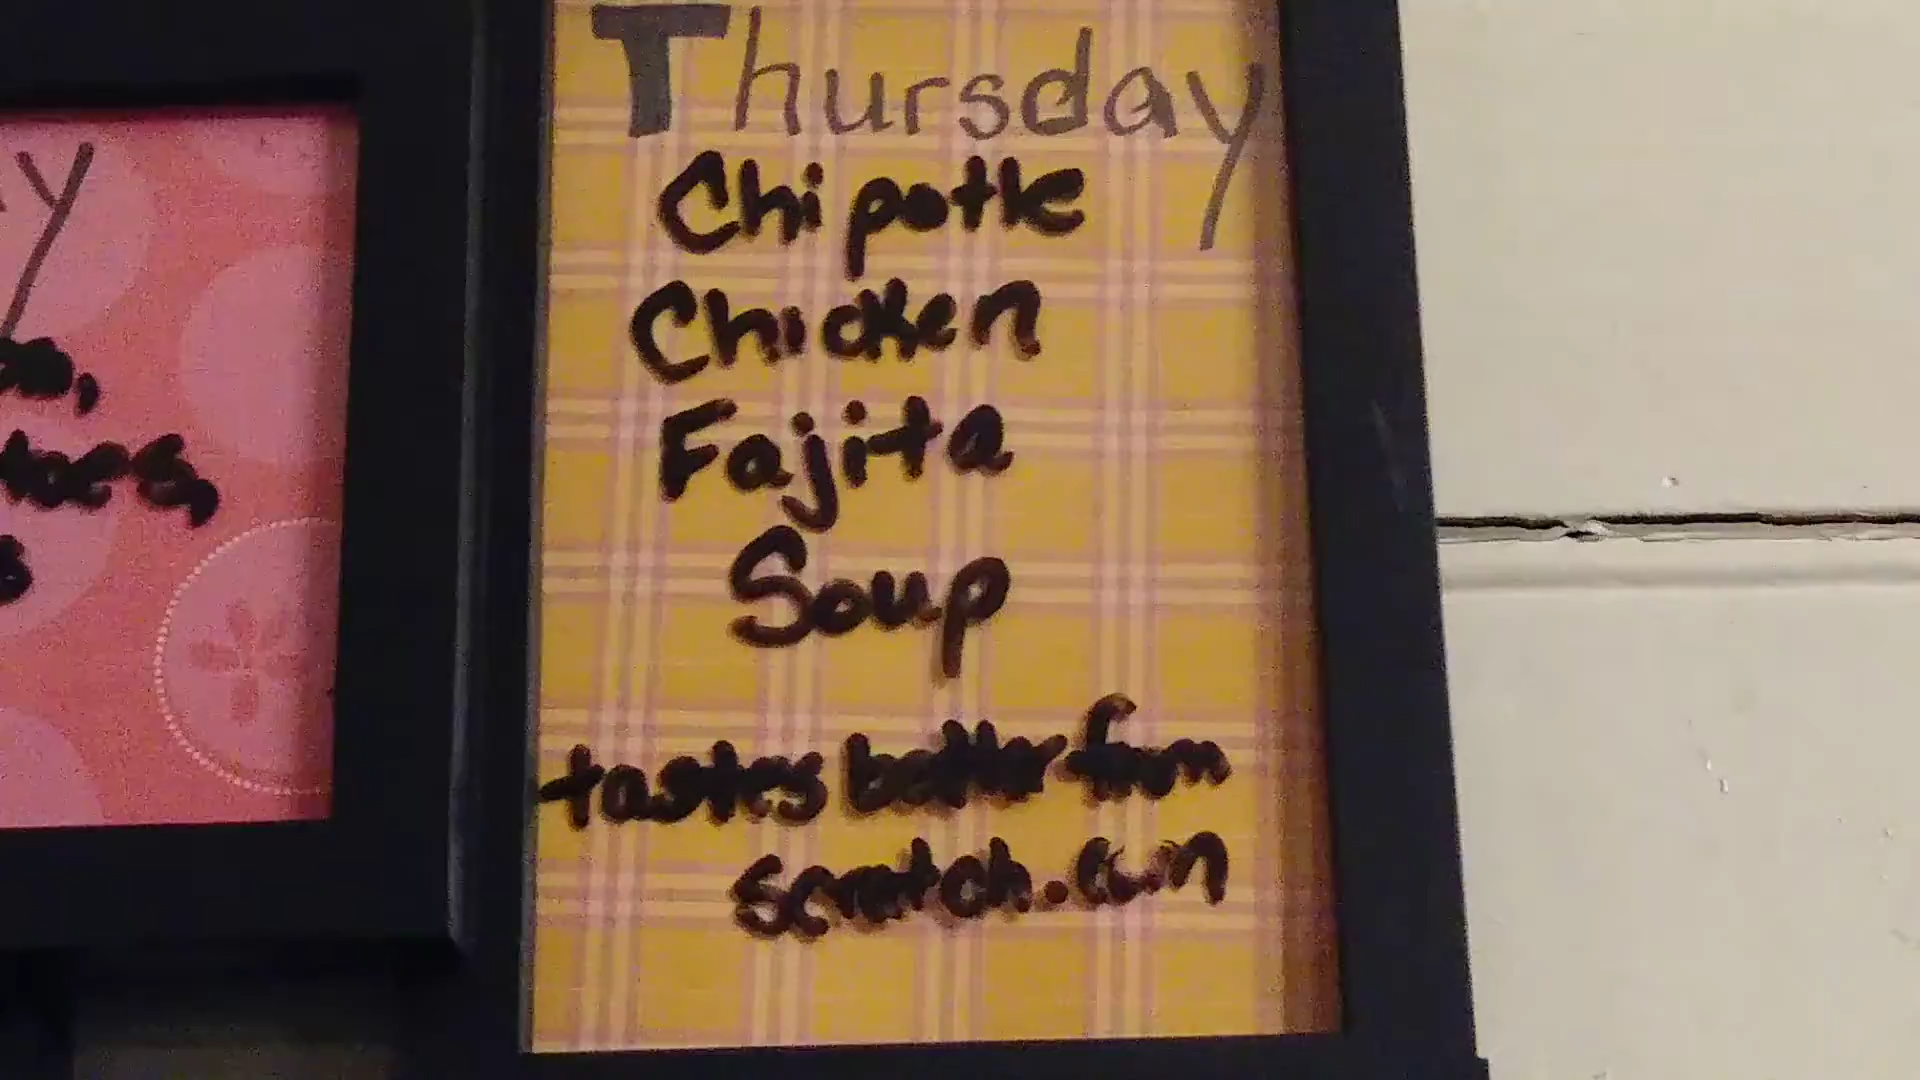 Thursday
Chipotle
Chicken
Fajita
Soup
tastes better from
scratch.com